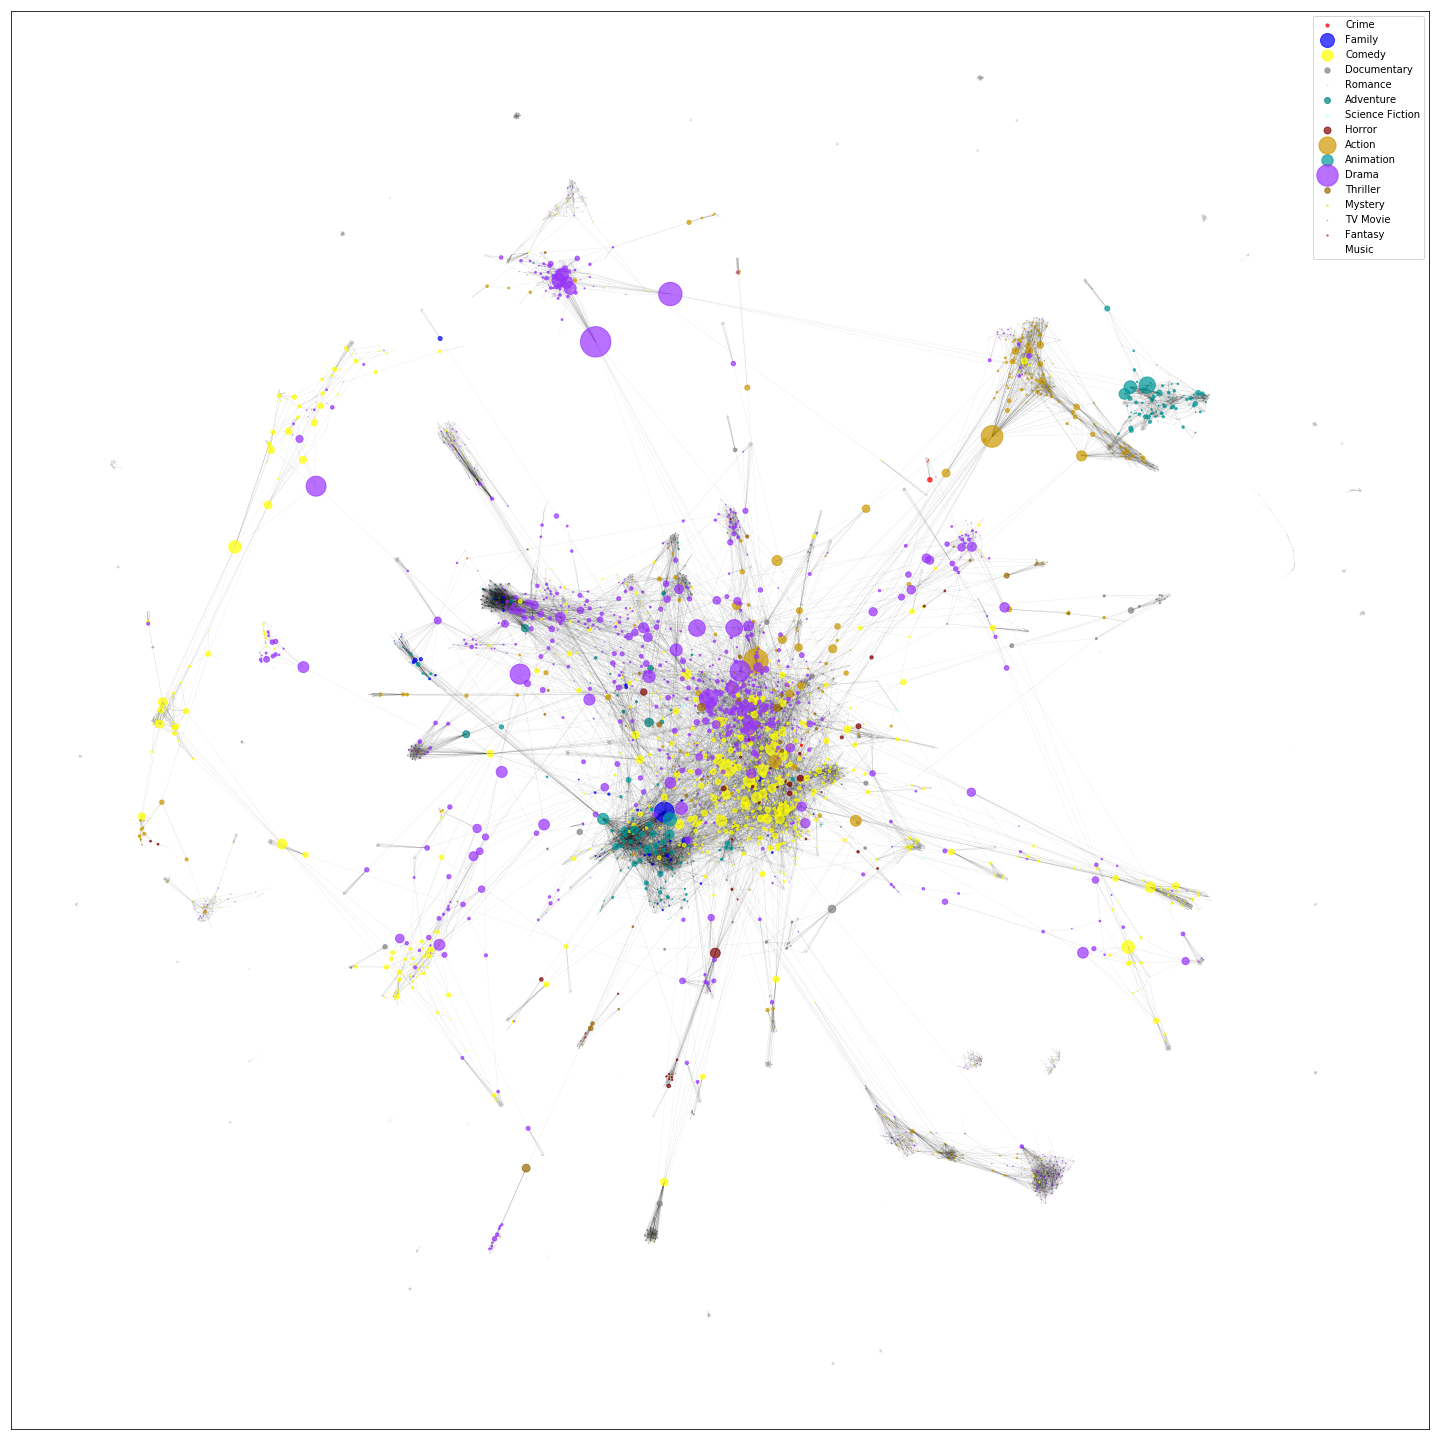 Crime
Family
Comedy
Documentary
Romance
Adventure
Science Fiction
Horror
Action
Animation
Drama
Thriller
Mystery
TV Movie
Fantasy
Music